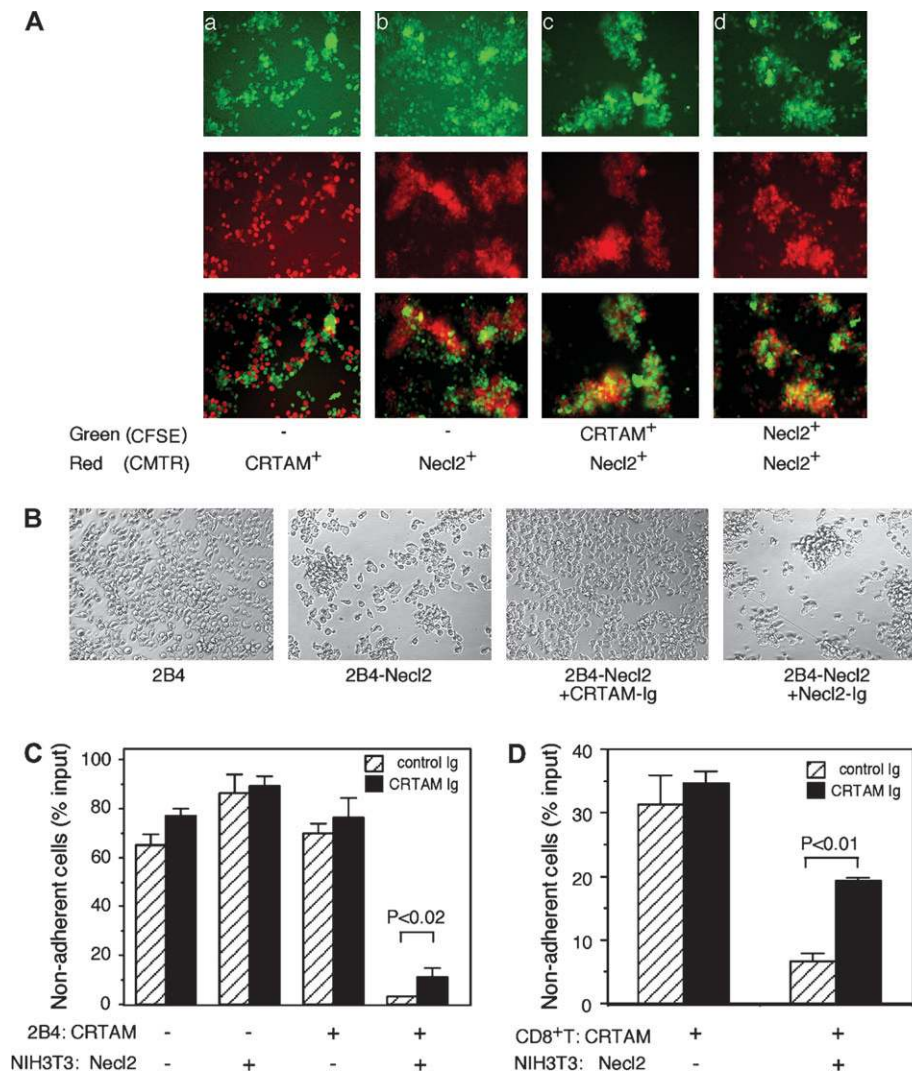 A
a b c d
Green (CFSE) - - CRTAM+ Necl2+
Red (CMTR) CRTAM+ Necl2+ Necl2+ Necl2+
B
2B4 2B4-Necl2 2B4-Necl2 2B4-Necl2
+CRTAM-Ig +Necl2-Ig
C
Non-adherent cells (% input)
100
80
60
40
20
0
control Ig
CRTAM Ig
P<0.02
2B4: CRTAM - - + +
NIH3T3: Necl2 - + - +
D
Non-adherent cells (% input)
40
30
20
10
0
control Ig
CRTAM Ig
P<0.01
CD8+T: CRTAM + +
NIH3T3: Necl2 - +